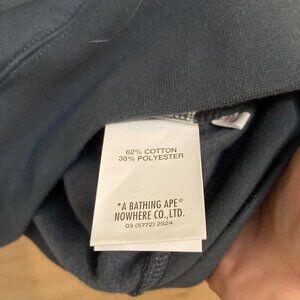 62% COTTON
38% POLYESTER
*A BATHING APE®
NOWHERE CO.,LTD.
03 (5772) 2524